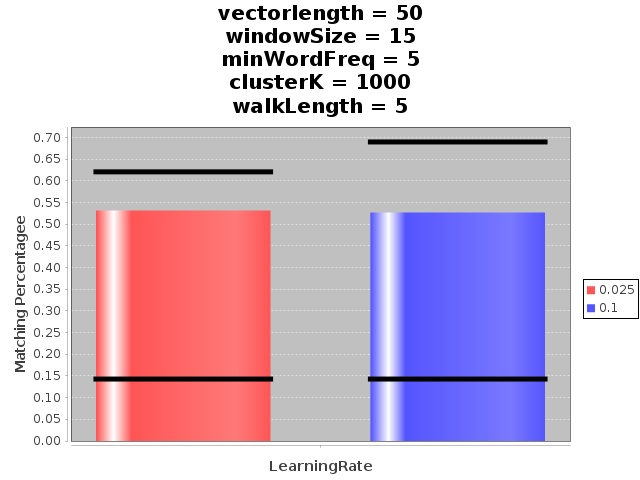 vectorlength = 50
windowSize = 15
minWordFreq = 5
clusterK = 1000
walkLength = 5
0.70
0.65
0.60
0.55
0.50
0.45
0.40
0.35
0.30
0.25
0.20
0.15
0.10
0.05
0.00
Matching Percentagee
LearningRate
0.025
0.1